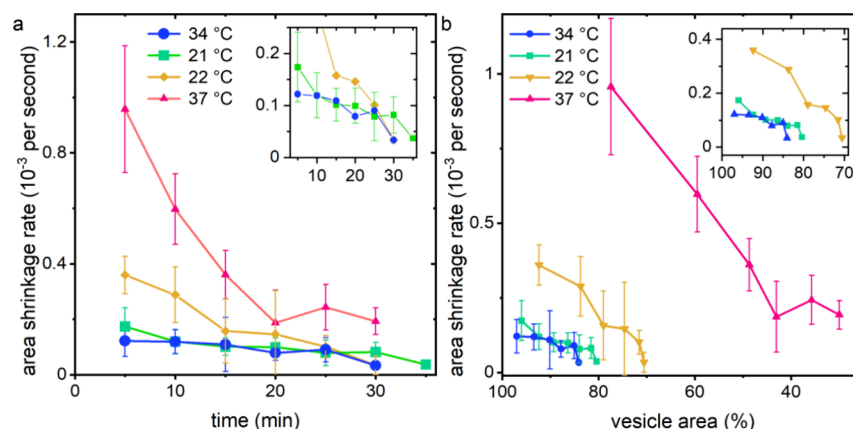 a
area shrinkage rate (10⁻³ per second)
1.2
0.8
0.4
0
34 °C
21 °C
22 °C
37 °C
0.2
0.1
0
10
20
30
10
20
30
time (min)
b
area shrinkage rate (10⁻³ per second)
1
0.5
0
34 °C
21 °C
22 °C
37 °C
0.4
0.2
0
100
90
80
70
100
80
60
40
vesicle area (%)